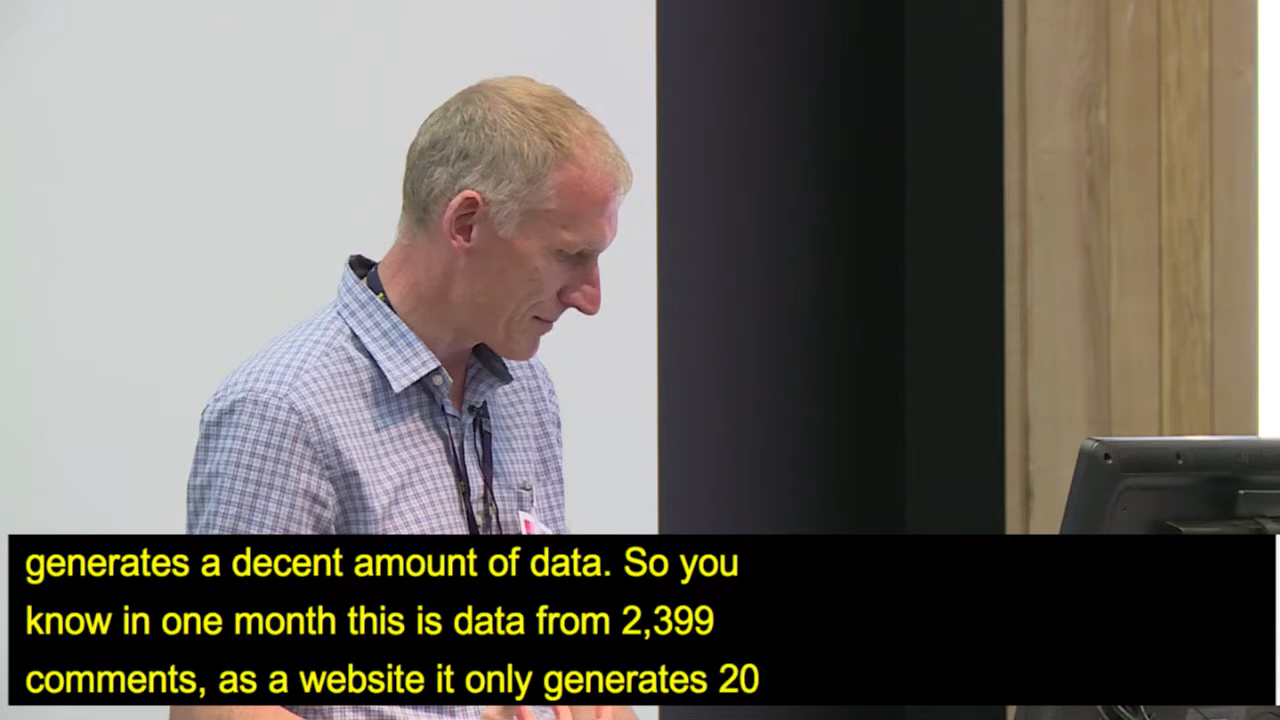 generates a decent amount of data. So you
know in one month this is data from 2,399
comments, as a website it only generates 20